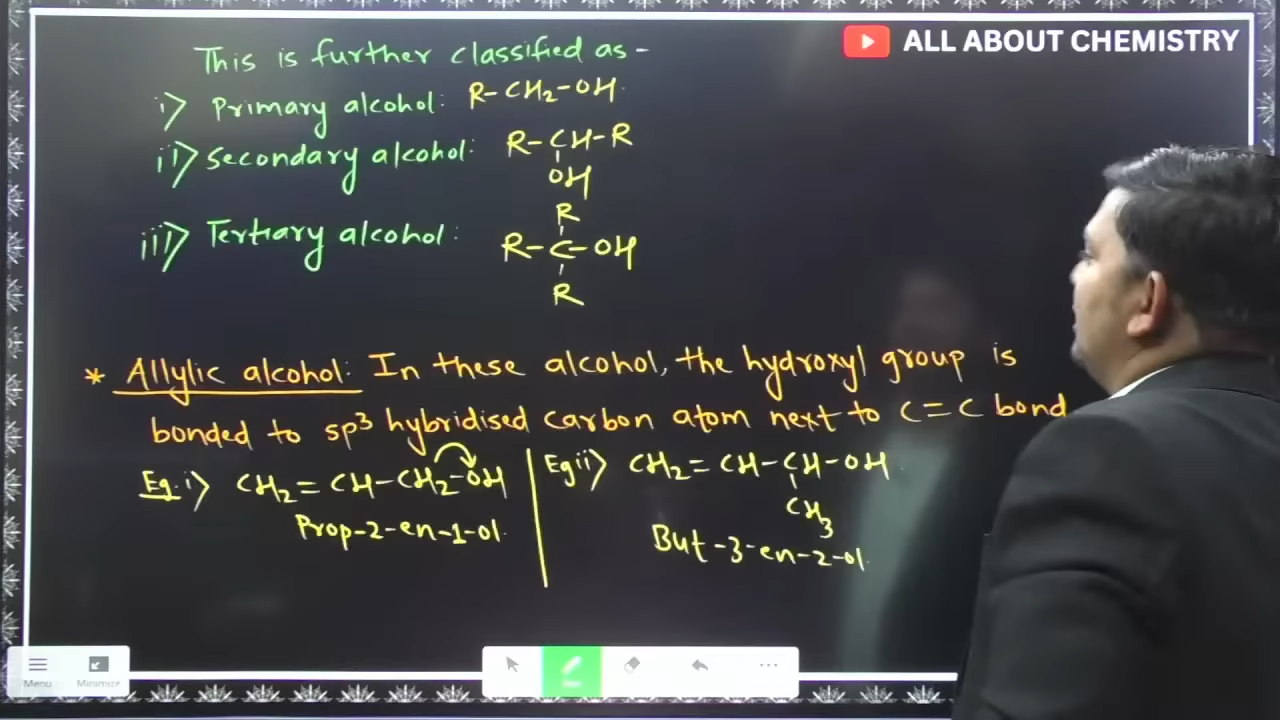 ALL ABOUT CHEMISTRY
This is further classified as -
i) Primary alcohol: R-CH₂-OH
ii) Secondary alcohol: R-CH-R
OH
R
iii) Tertiary alcohol: R-C-OH
R
* Allylic alcohol: In these alcohol, the hydroxyl group is
bonded to sp³ hybridised carbon atom next to C=C bond
Eg. i) CH₂=CH-CH₂-OH
Prop-2-en-1-ol.
Eg ii) CH₂=CH-CH-OH
CH₃
But-3-en-2-ol.
Menu
Minimize